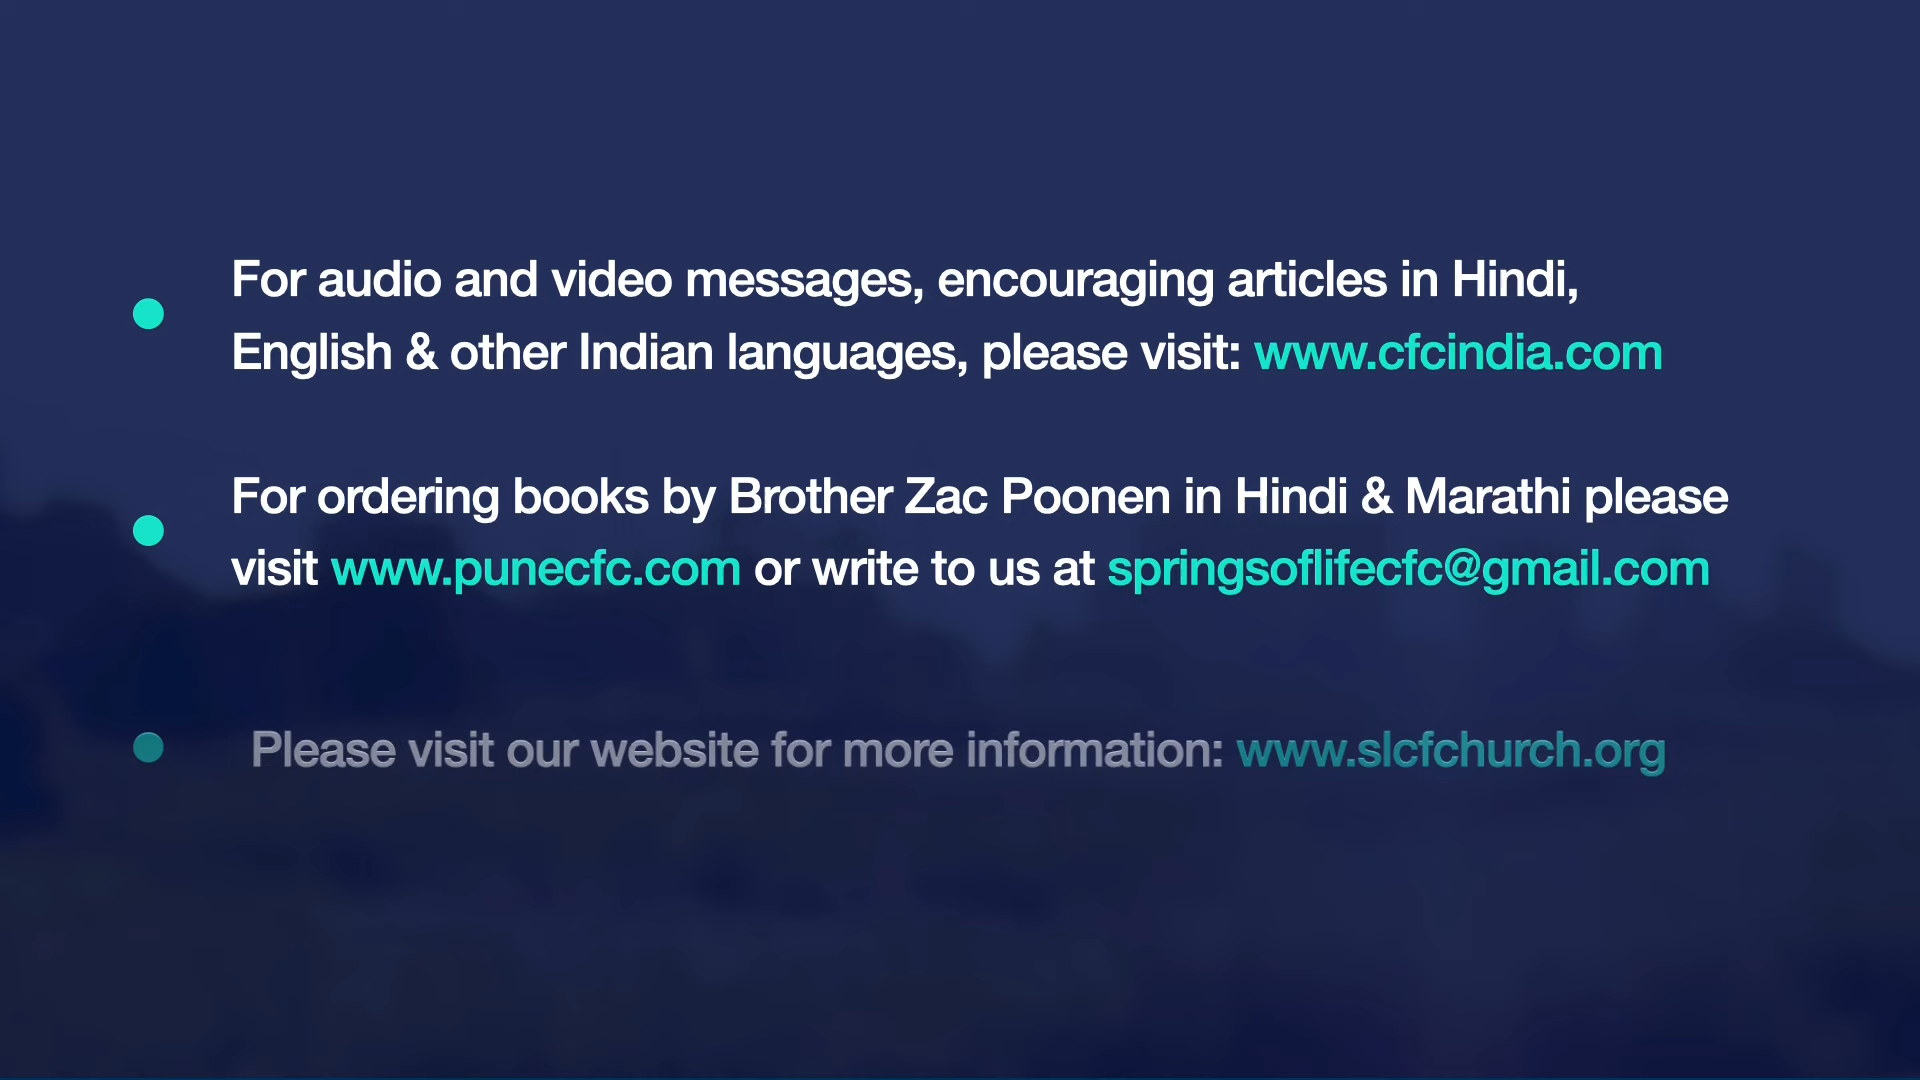 For audio and video messages, encouraging articles in Hindi,
English & other Indian languages, please visit: www.cfcindia.com
For ordering books by Brother Zac Poonen in Hindi & Marathi please
visit www.punecfc.com or write to us at springsoflifecfc@gmail.com
Please visit our website for more information: www.slcfchurch.org